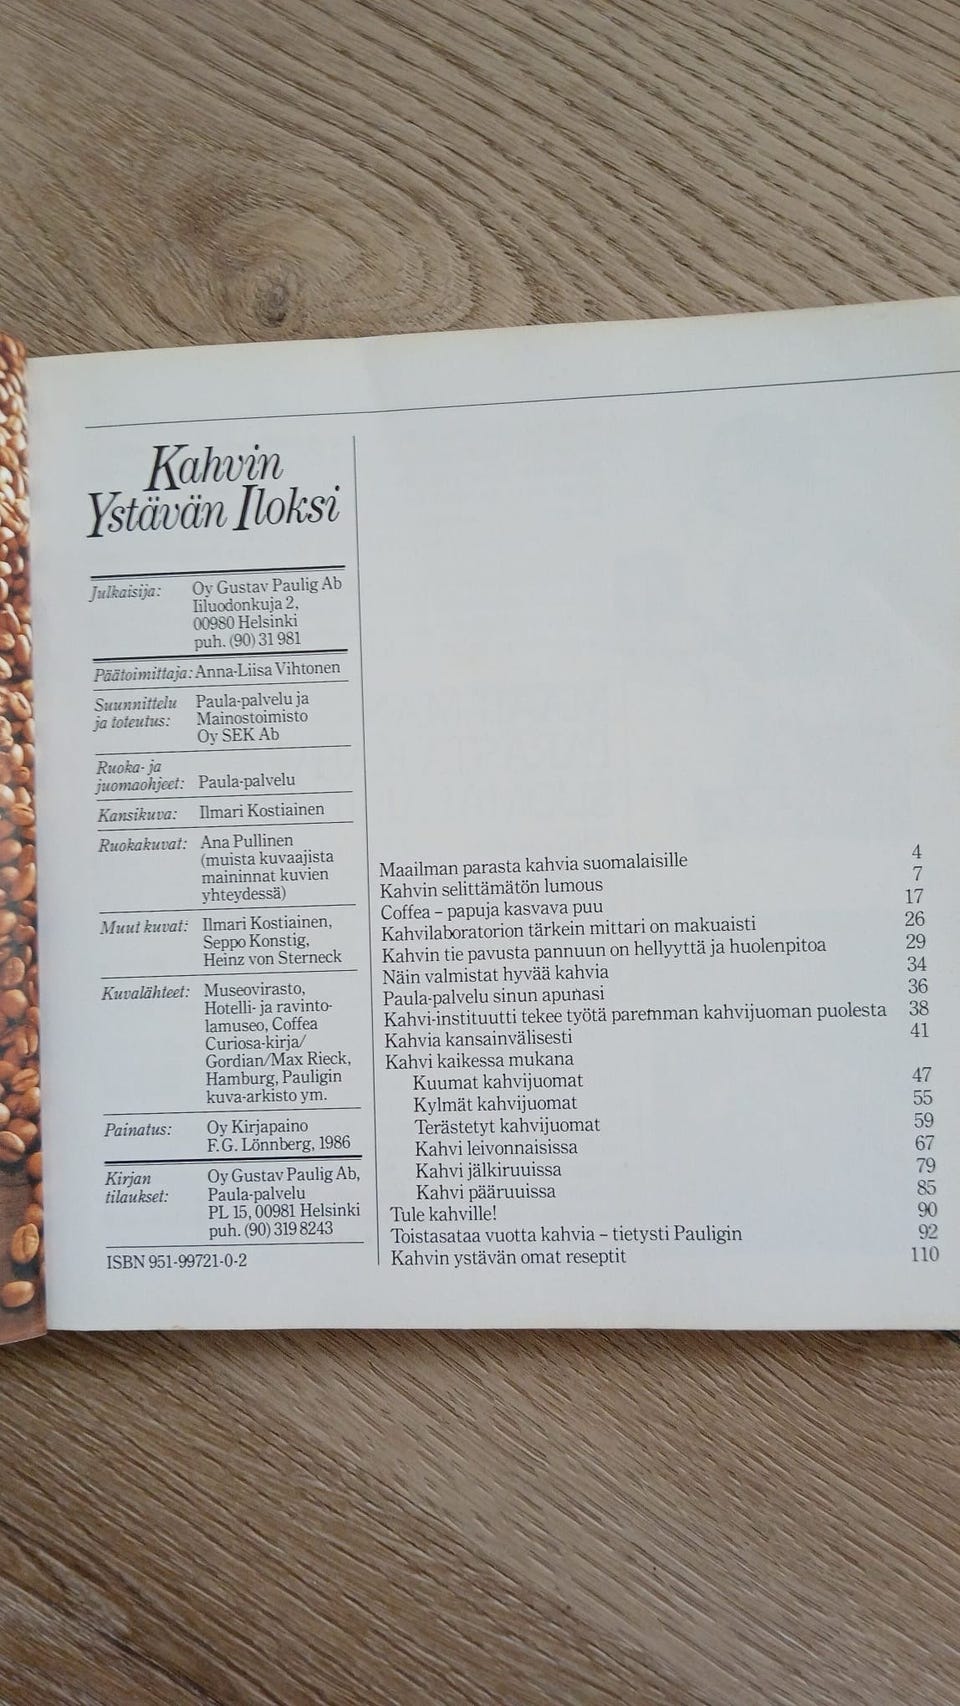 Kahvin
Ystävän Iloksi
Julkaisija: Oy Gustav Paulig Ab
Iiluodonkuja 2,
00980 Helsinki
puh. (90) 31 981
Päätoimittaja: Anna-Liisa Vihtonen
Suunnittelu Paula-palvelu ja
ja toteutus: Mainostoimisto
Oy SEK Ab
Ruoka- ja
juomaohjeet: Paula-palvelu
Kansikuva: Ilmari Kostiainen
Ruokakuvat: Ana Pullinen
(muista kuvaajista
maininnat kuvien
yhteydessä)
Muut kuvat: Ilmari Kostiainen,
Seppo Konstig,
Heinz von Sterneck
Kuvalähteet: Museovirasto,
Hotelli- ja ravinto-
lamuseo, Coffea
Curiosa-kirja/
Gordian/Max Rieck,
Hamburg, Pauligin
kuva-arkisto ym.
Painatus: Oy Kirjapaino
F.G. Lönnberg, 1986
Kirjan Oy Gustav Paulig Ab,
tilaukset: Paula-palvelu
PL 15, 00981 Helsinki
puh. (90) 319 8243
ISBN 951-99721-0-2
Maailman parasta kahvia suomalaisille 4
Kahvin selittämätön lumous 7
Coffea – papuja kasvava puu 17
Kahvilaboratorion tärkein mittari on makuaisti 26
Kahvin tie pavusta pannuun on hellyyttä ja huolenpitoa 29
Näin valmistat hyvää kahvia 34
Paula-palvelu sinun apunasi 36
Kahvi-instituutti tekee työtä paremman kahvijuoman puolesta 38
Kahvia kansainvälisesti 41
Kahvi kaikessa mukana
Kuumat kahvijuomat 47
Kylmät kahvijuomat 55
Terästetyt kahvijuomat 59
Kahvi leivonnaisissa 67
Kahvi jälkiruuissa 79
Kahvi pääruuissa 85
Tule kahville! 90
Toistasataa vuotta kahvia – tietysti Pauligin 92
Kahvin ystävän omat reseptit 110